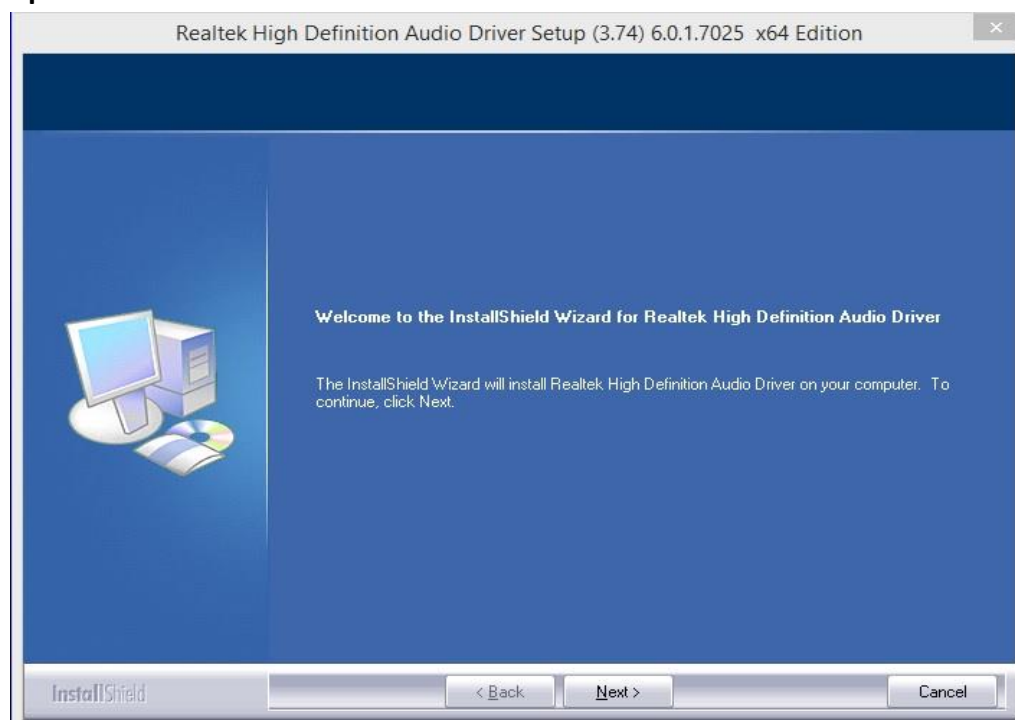 Realtek High Definition Audio Driver Setup (3.74) 6.0.1.7025 x64 Edition
Welcome to the InstallShield Wizard for Realtek High Definition Audio Driver
The InstallShield Wizard will install Realtek High Definition Audio Driver on your computer. To
continue, click Next.
InstallShield
< Back
Next >
Cancel